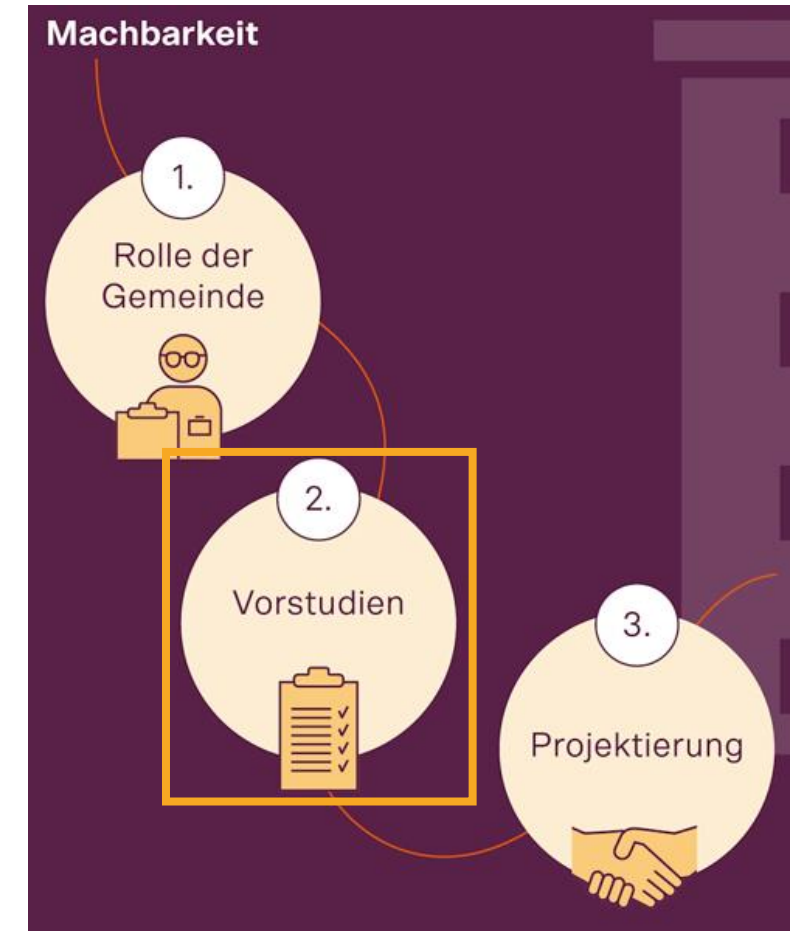 Machbarkeit
1.
Rolle der
Gemeinde
2.
Vorstudien
3.
Projektierung